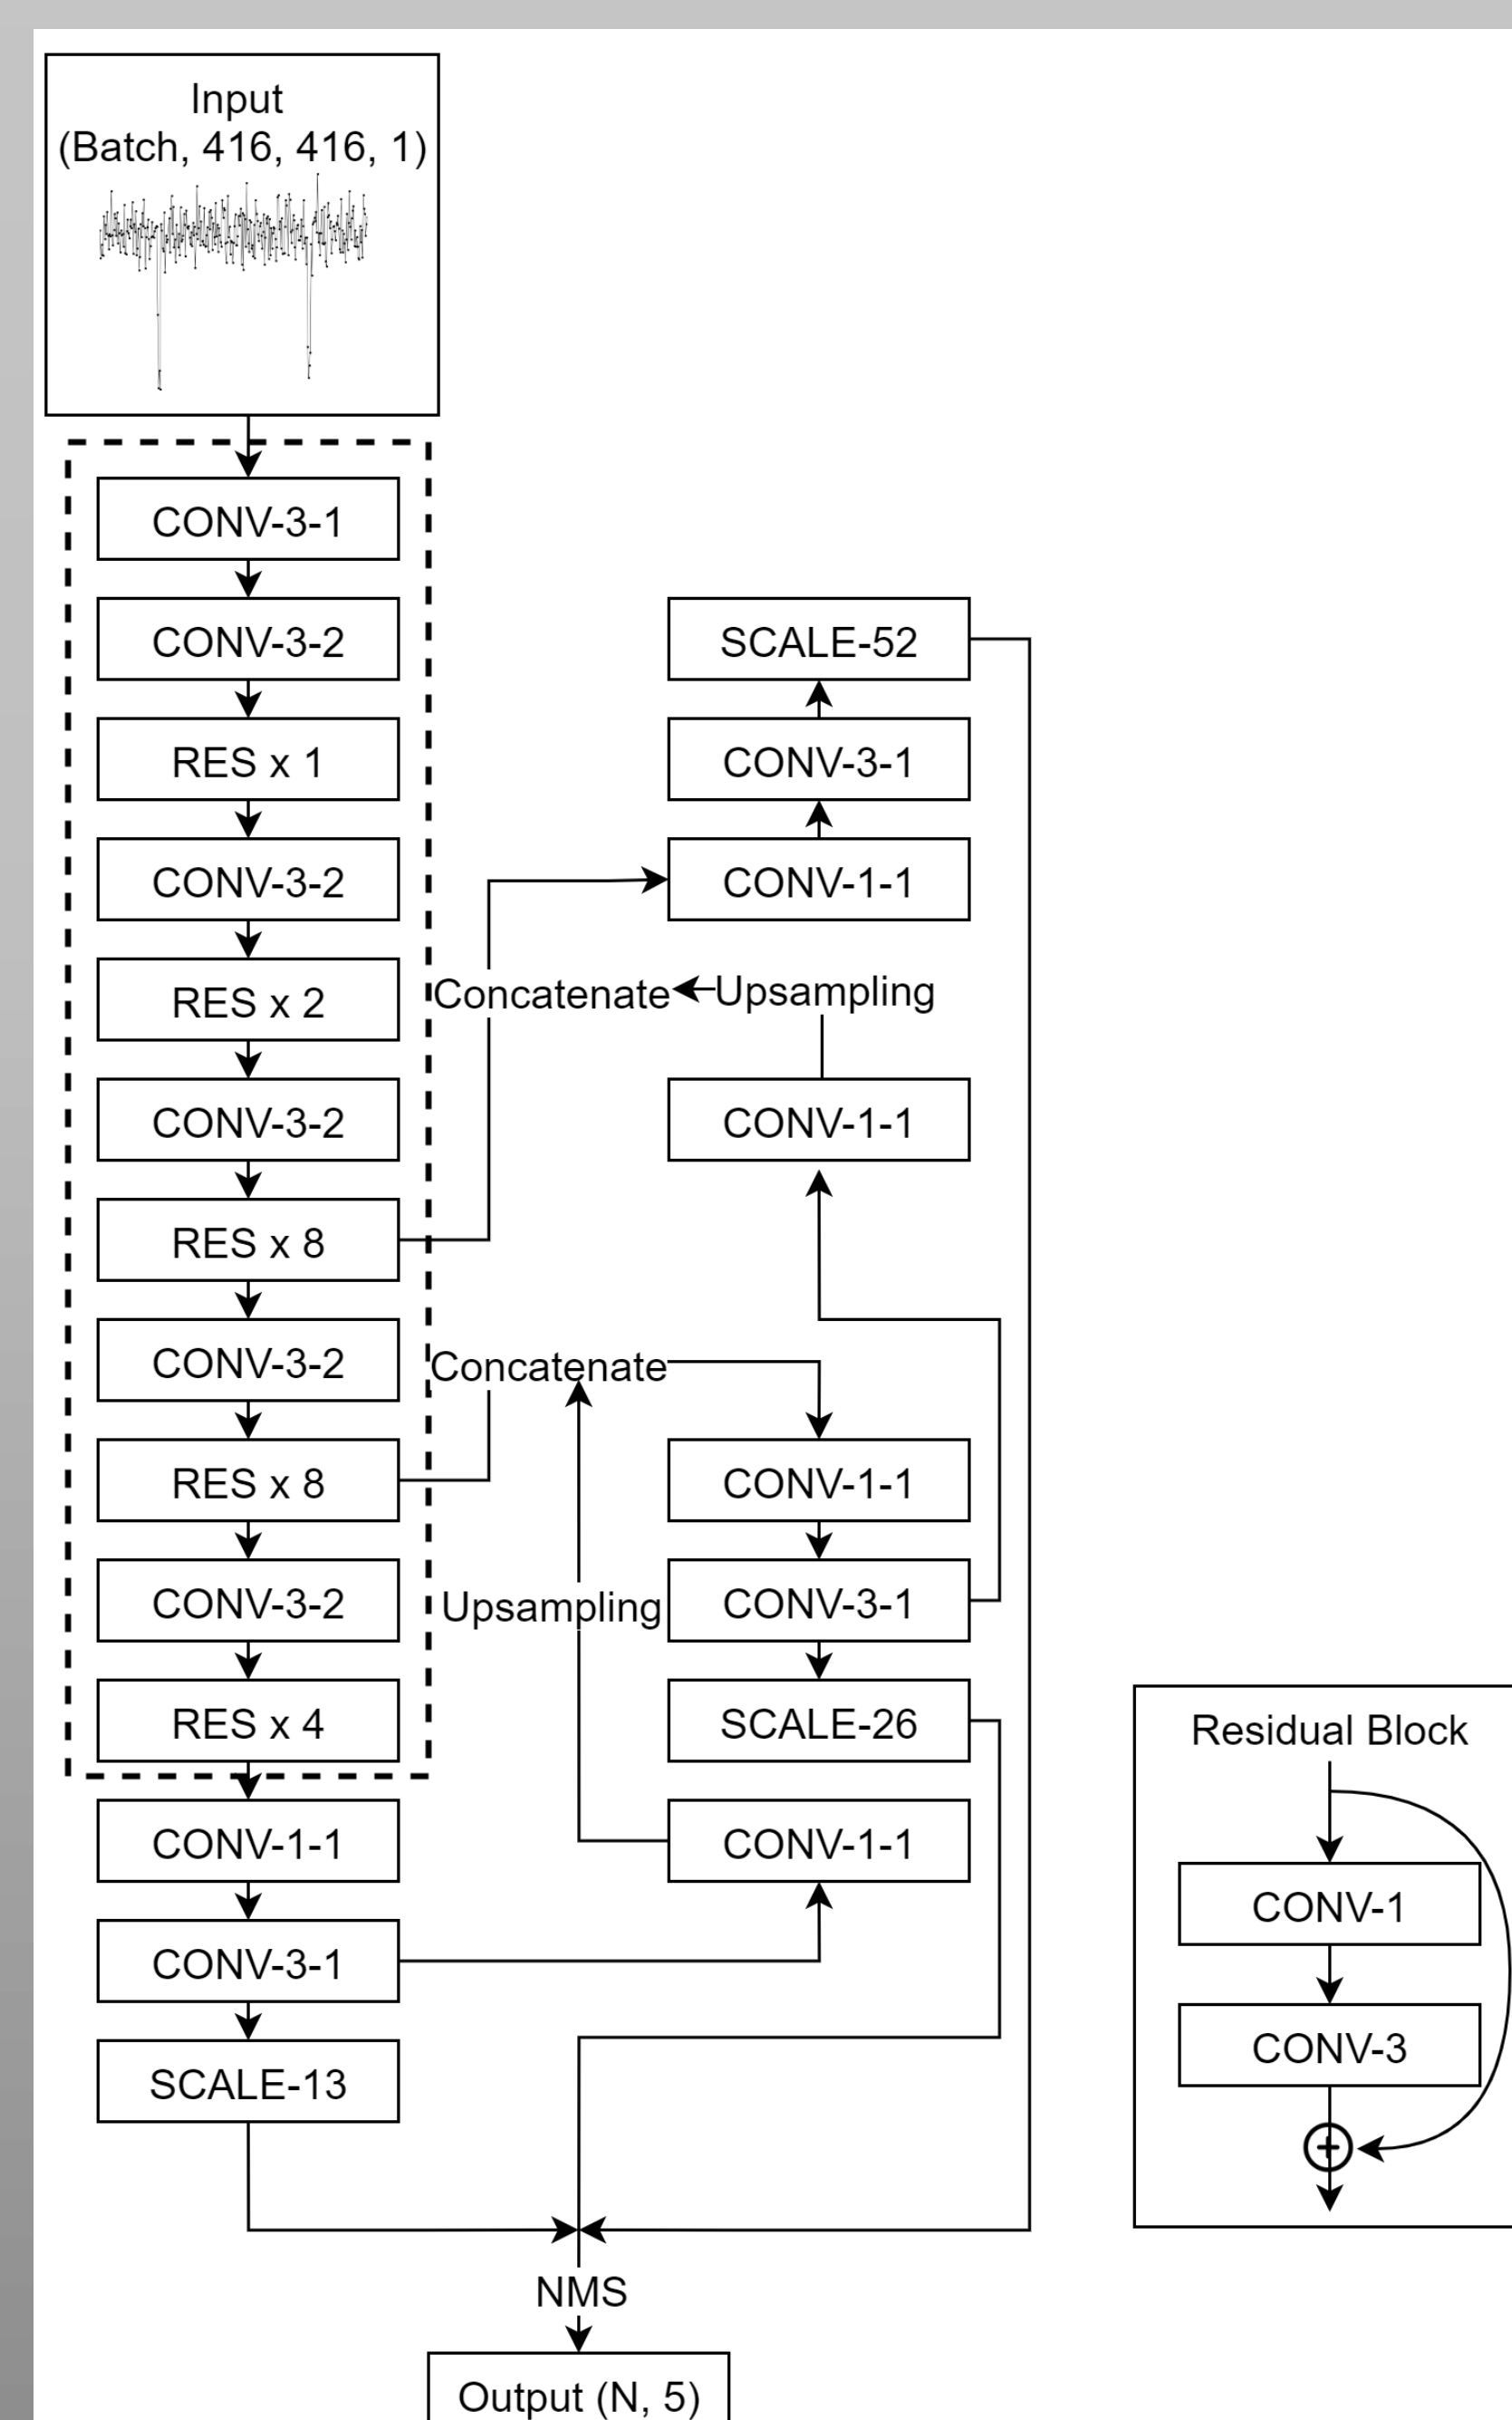 Input
(Batch, 416, 416, 1)
CONV-3-1
CONV-3-2
RES x 1
CONV-3-2
RES x 2
CONV-3-2
RES x 8
CONV-3-2
RES x 8
CONV-3-2
RES x 4
CONV-1-1
CONV-3-1
SCALE-13
SCALE-52
CONV-3-1
CONV-1-1
Concatenate
Upsampling
CONV-1-1
Concatenate
CONV-1-1
Upsampling
CONV-3-1
SCALE-26
CONV-1-1
NMS
Output (N, 5)
Residual Block
CONV-1
CONV-3